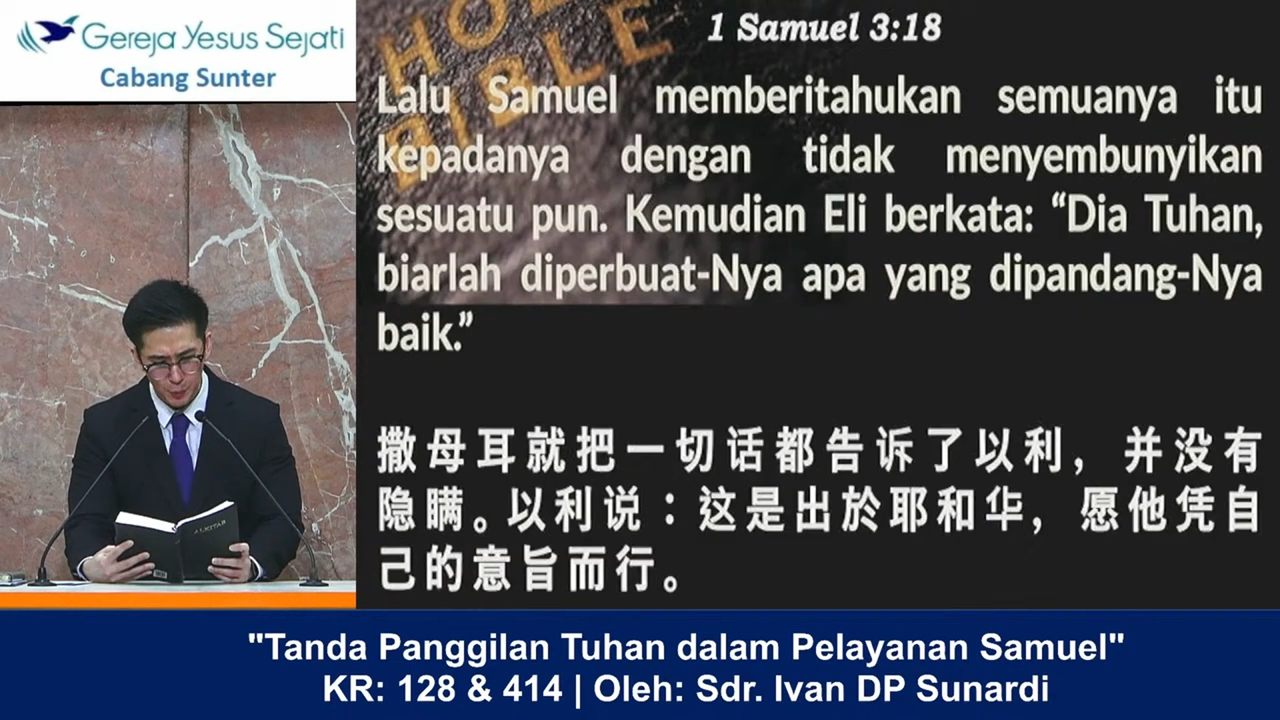 Gereja Yesus Sejati
Cabang Sunter
HOLY
BIBLE
1 Samuel 3:18
Lalu Samuel memberitahukan semuanya itu
kepadanya dengan tidak menyembunyikan
sesuatu pun. Kemudian Eli berkata: “Dia Tuhan,
biarlah diperbuat-Nya apa yang dipandang-Nya
baik.”
撒母耳就把一切话都告诉了以利，并没有
隐瞒。以利说：这是出於耶和华，愿他凭自
己的意旨而行。
ALKITAB
"Tanda Panggilan Tuhan dalam Pelayanan Samuel"
KR: 128 & 414 | Oleh: Sdr. Ivan DP Sunardi